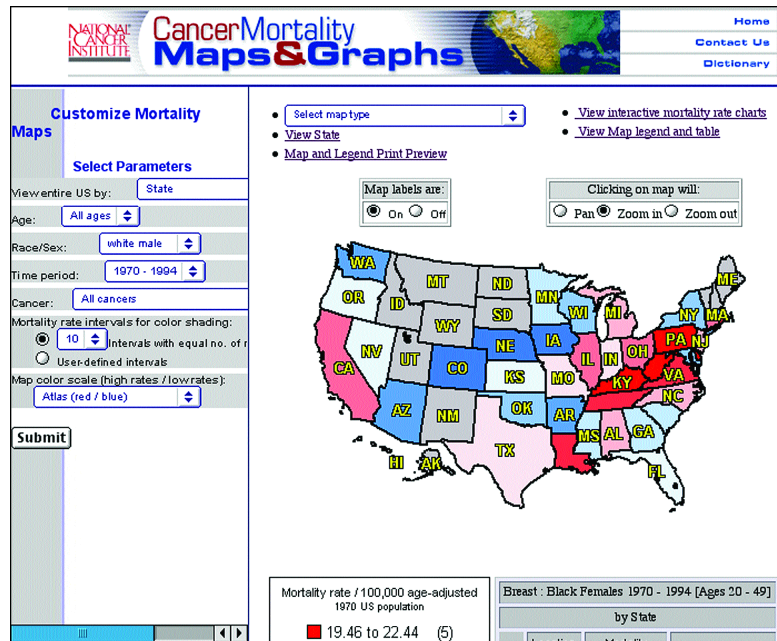 NATIONAL
CANCER
INSTITUTE
CancerMortality
Maps&Graphs
Home
Contact Us
Dictionary
Customize Mortality
Maps
Select Parameters
View entire US by: State
Age: All ages
Race/Sex: white male
Time period: 1970 - 1994
Cancer: All cancers
Mortality rate intervals for color shading:
10 Intervals with equal no. of r
User-defined intervals
Map color scale (high rates / low rates):
Atlas (red / blue)
Submit
Select map type
View State
Map and Legend Print Preview
View interactive mortality rate charts
View Map legend and table
Map labels are:
On Off
Clicking on map will:
Pan Zoom in Zoom out
WA MT ND MN ME
OR ID SD WI MI NY MA
WY IA PA NJ
NV UT NE IL IN OH
CA CO KS MO KY VA
AZ NM OK AR NC
TX MS AL GA
HI AK FL
Mortality rate / 100,000 age-adjusted
1970 US population
19.46 to 22.44 (5)
Breast : Black Females 1970 - 1994 [Ages 20 - 49]
by State